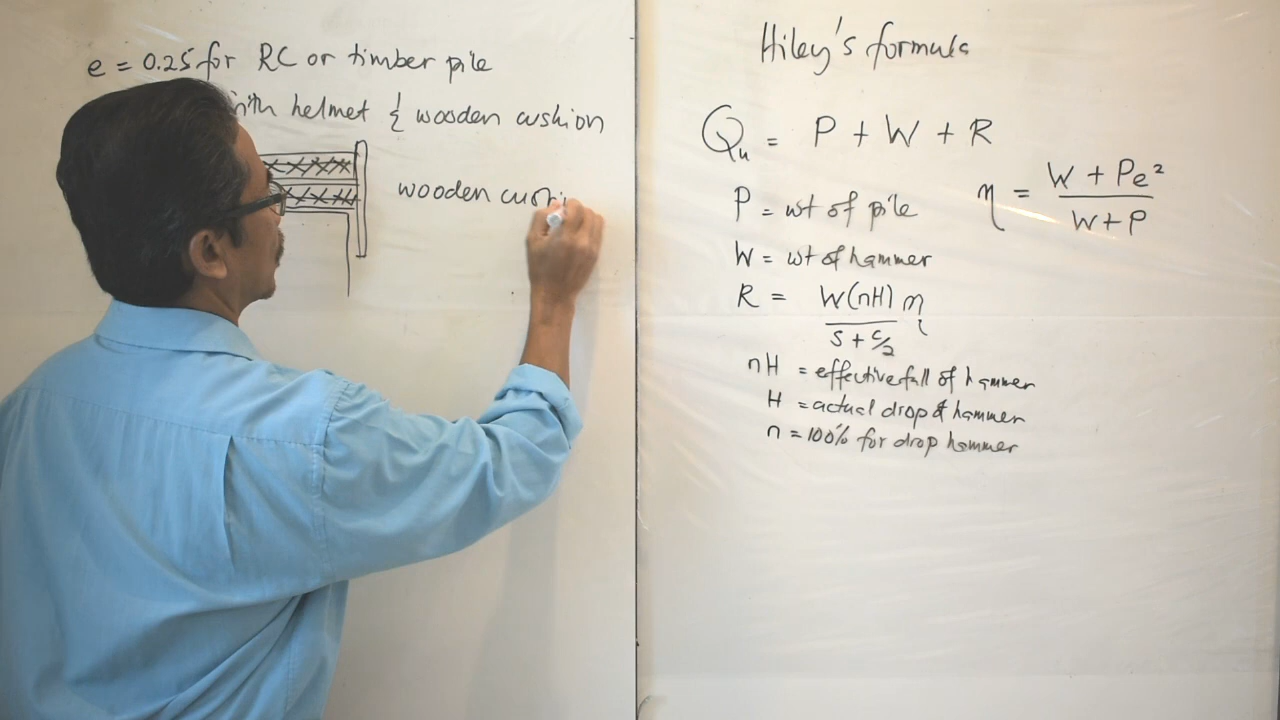 e = 0.25 for RC or timber pile
with helmet & wooden cushion
wooden cushi
Hiley's formula
Qu = P + W + R
P = wt of pile
η = W + Pe² / W + P
W = wt of hammer
R = W(nH) η / s + c/2
nH = effective fall of hammer
H = actual drop of hammer
n = 100% for drop hammer